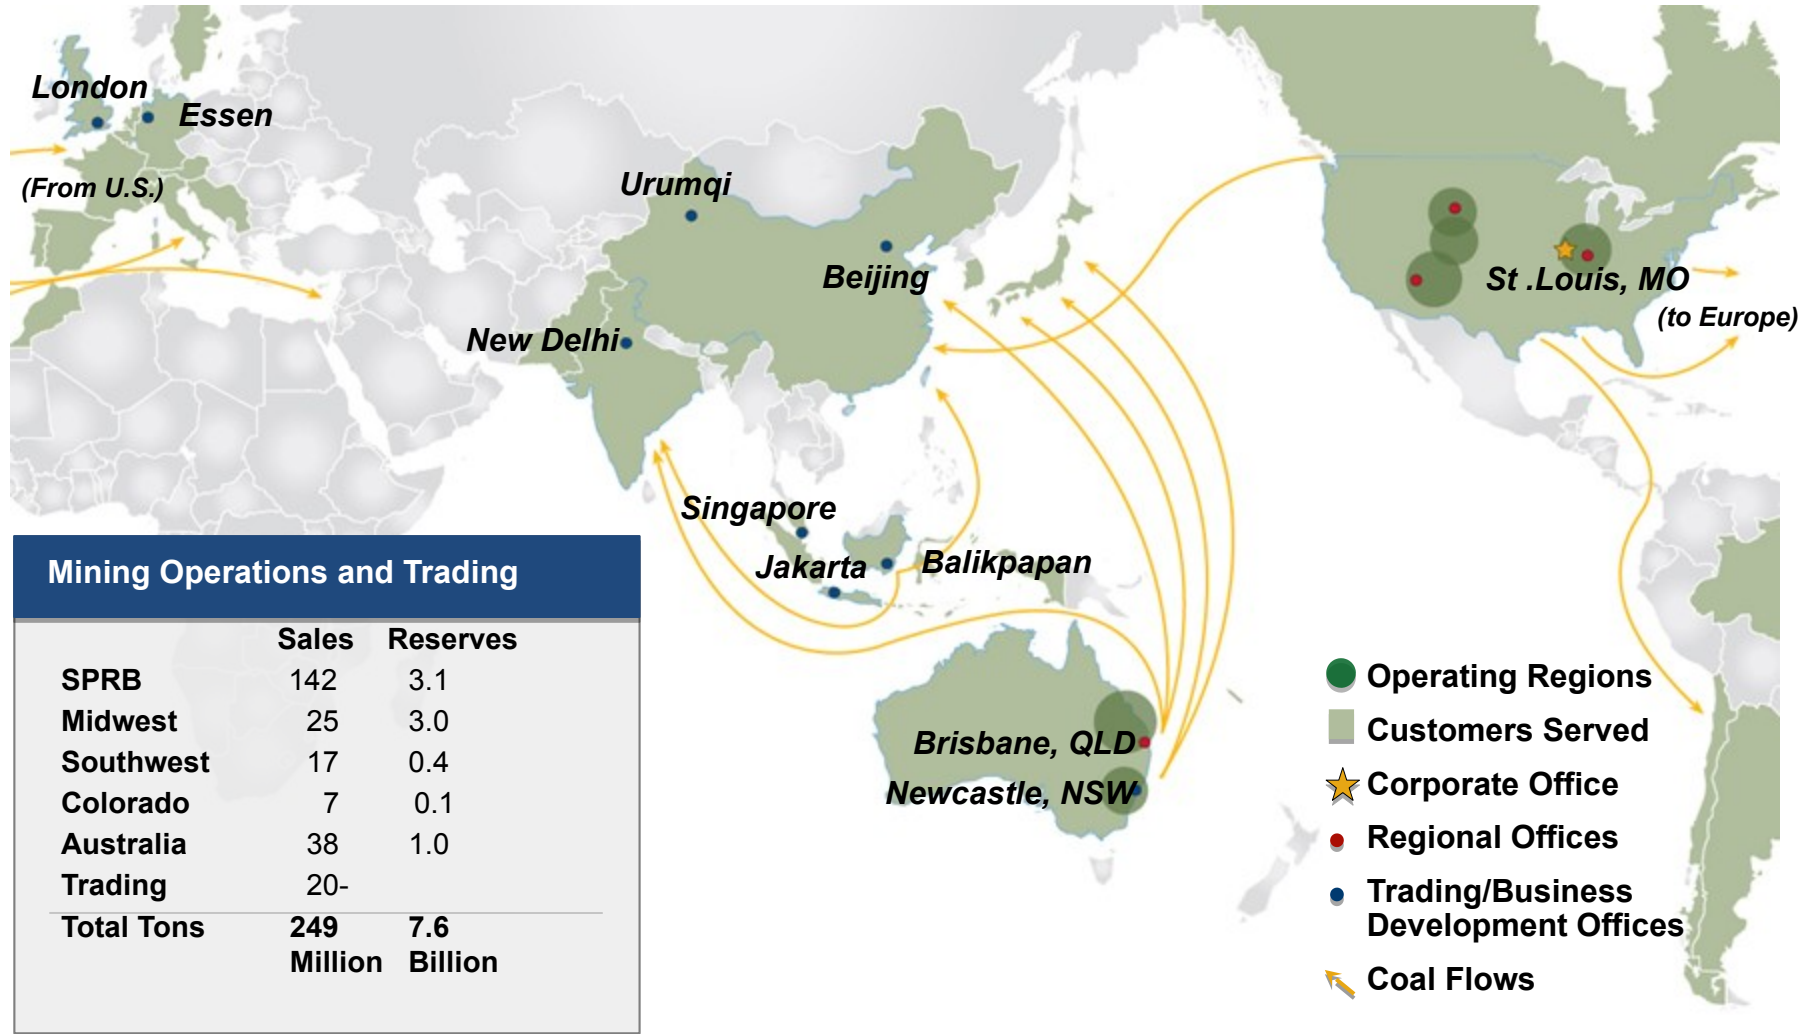 London
Essen
(From U.S.)
Urumqi
Beijing
New Delhi
St .Louis, MO
(to Europe)
Singapore
Jakarta
Balikpapan
Brisbane, QLD
Newcastle, NSW
Mining Operations and Trading
Sales Reserves
SPRB 142 3.1
Midwest 25 3.0
Southwest 17 0.4
Colorado 7 0.1
Australia 38 1.0
Trading 20-
Total Tons 249 7.6
Million Billion
Operating Regions
Customers Served
Corporate Office
Regional Offices
Trading/Business
Development Offices
Coal Flows